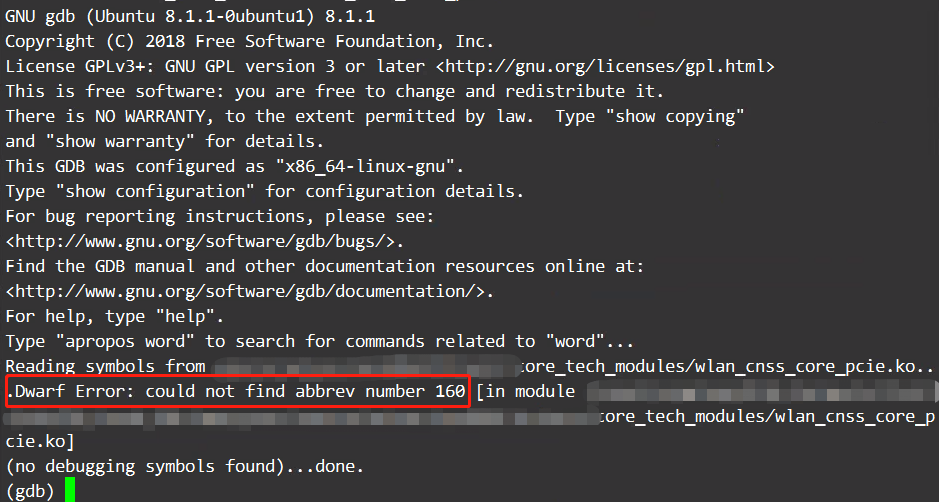 GNU gdb (Ubuntu 8.1.1-0ubuntu1) 8.1.1
Copyright (C) 2018 Free Software Foundation, Inc.
License GPLv3+: GNU GPL version 3 or later <http://gnu.org/licenses/gpl.html>
This is free software: you are free to change and redistribute it.
There is NO WARRANTY, to the extent permitted by law.  Type "show copying"
and "show warranty" for details.
This GDB was configured as "x86_64-linux-gnu".
Type "show configuration" for configuration details.
For bug reporting instructions, please see:
<http://www.gnu.org/software/gdb/bugs/>.
Find the GDB manual and other documentation resources online at:
<http://www.gnu.org/software/gdb/documentation/>.
For help, type "help".
Type "apropos word" to search for commands related to "word"...
Reading symbols from core_tech_modules/wlan_cnss_core_pcie.ko..
.Dwarf Error: could not find abbrev number 160 [in module
core_tech_modules/wlan_cnss_core_p
cie.ko]
(no debugging symbols found)...done.
(gdb)